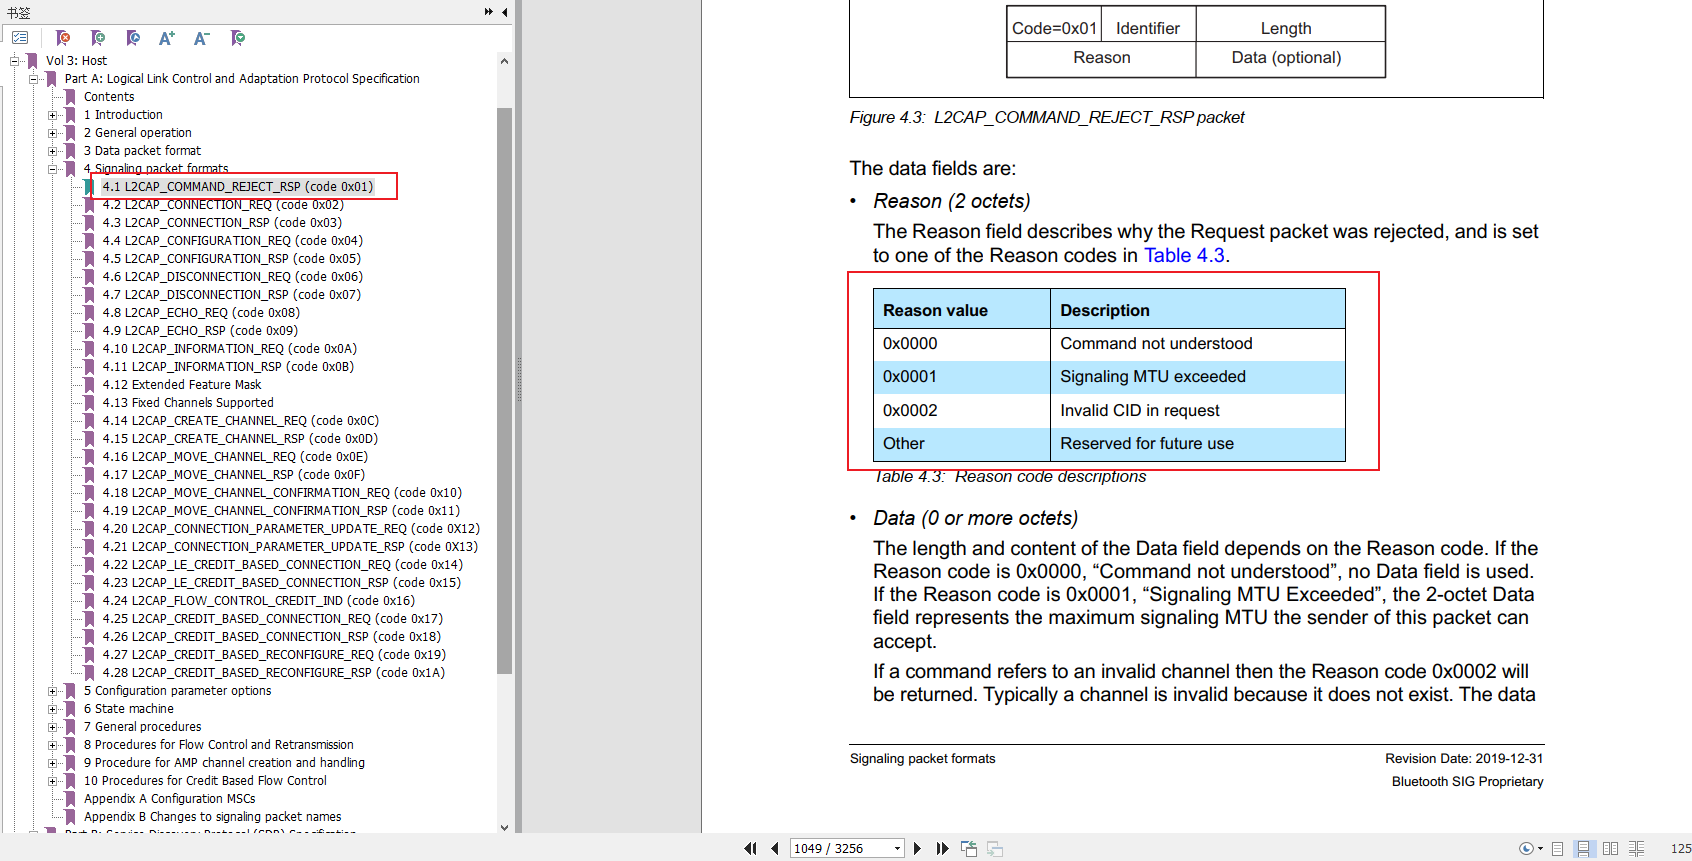 书签
Vol 3: Host
Part A: Logical Link Control and Adaptation Protocol Specification
Contents
1 Introduction
2 General operation
3 Data packet format
4 Signaling packet formats
4.1 L2CAP_COMMAND_REJECT_RSP (code 0x01)
4.2 L2CAP_CONNECTION_REQ (code 0x02)
4.3 L2CAP_CONNECTION_RSP (code 0x03)
4.4 L2CAP_CONFIGURATION_REQ (code 0x04)
4.5 L2CAP_CONFIGURATION_RSP (code 0x05)
4.6 L2CAP_DISCONNECTION_REQ (code 0x06)
4.7 L2CAP_DISCONNECTION_RSP (code 0x07)
4.8 L2CAP_ECHO_REQ (code 0x08)
4.9 L2CAP_ECHO_RSP (code 0x09)
4.10 L2CAP_INFORMATION_REQ (code 0x0A)
4.11 L2CAP_INFORMATION_RSP (code 0x0B)
4.12 Extended Feature Mask
4.13 Fixed Channels Supported
4.14 L2CAP_CREATE_CHANNEL_REQ (code 0x0C)
4.15 L2CAP_CREATE_CHANNEL_RSP (code 0x0D)
4.16 L2CAP_MOVE_CHANNEL_REQ (code 0x0E)
4.17 L2CAP_MOVE_CHANNEL_RSP (code 0x0F)
4.18 L2CAP_MOVE_CHANNEL_CONFIRMATION_REQ (code 0x10)
4.19 L2CAP_MOVE_CHANNEL_CONFIRMATION_RSP (code 0x11)
4.20 L2CAP_CONNECTION_PARAMETER_UPDATE_REQ (code 0X12)
4.21 L2CAP_CONNECTION_PARAMETER_UPDATE_RSP (code 0X13)
4.22 L2CAP_LE_CREDIT_BASED_CONNECTION_REQ (code 0x14)
4.23 L2CAP_LE_CREDIT_BASED_CONNECTION_RSP (code 0x15)
4.24 L2CAP_FLOW_CONTROL_CREDIT_IND (code 0x16)
4.25 L2CAP_CREDIT_BASED_CONNECTION_REQ (code 0x17)
4.26 L2CAP_CREDIT_BASED_CONNECTION_RSP (code 0x18)
4.27 L2CAP_CREDIT_BASED_RECONFIGURE_REQ (code 0x19)
4.28 L2CAP_CREDIT_BASED_RECONFIGURE_RSP (code 0x1A)
5 Configuration parameter options
6 State machine
7 General procedures
8 Procedures for Flow Control and Retransmission
9 Procedure for AMP channel creation and handling
10 Procedures for Credit Based Flow Control
Appendix A Configuration MSCs
Appendix B Changes to signaling packet names
Part B: Service Discovery Protocol (SDP) Specification
Code=0x01 Identifier Length
Reason Data (optional)
Figure 4.3: L2CAP_COMMAND_REJECT_RSP packet
The data fields are:
• Reason (2 octets)
The Reason field describes why the Request packet was rejected, and is set
to one of the Reason codes in Table 4.3.
Reason value Description
0x0000 Command not understood
0x0001 Signaling MTU exceeded
0x0002 Invalid CID in request
Other Reserved for future use
Table 4.3: Reason code descriptions
• Data (0 or more octets)
The length and content of the Data field depends on the Reason code. If the
Reason code is 0x0000, “Command not understood”, no Data field is used.
If the Reason code is 0x0001, “Signaling MTU Exceeded”, the 2-octet Data
field represents the maximum signaling MTU the sender of this packet can
accept.
If a command refers to an invalid channel then the Reason code 0x0002 will
be returned. Typically a channel is invalid because it does not exist. The data
Signaling packet formats Revision Date: 2019-12-31
Bluetooth SIG Proprietary
1049 / 3256
125